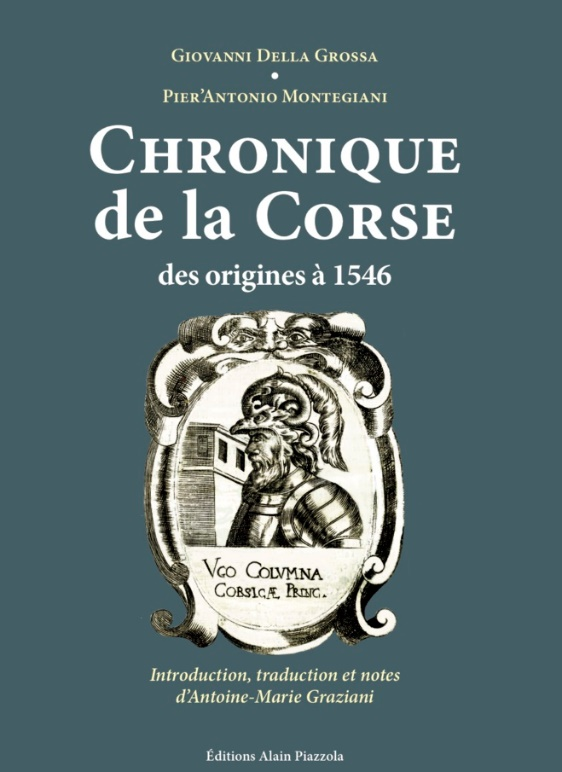 Giovanni Della Grossa
•
Pier'Antonio Montegiani
Chronique
de la Corse
des origines à 1546
Vgo Colvmna
Corsicæ Princ.
Introduction, traduction et notes
d'Antoine-Marie Graziani
Éditions Alain Piazzola